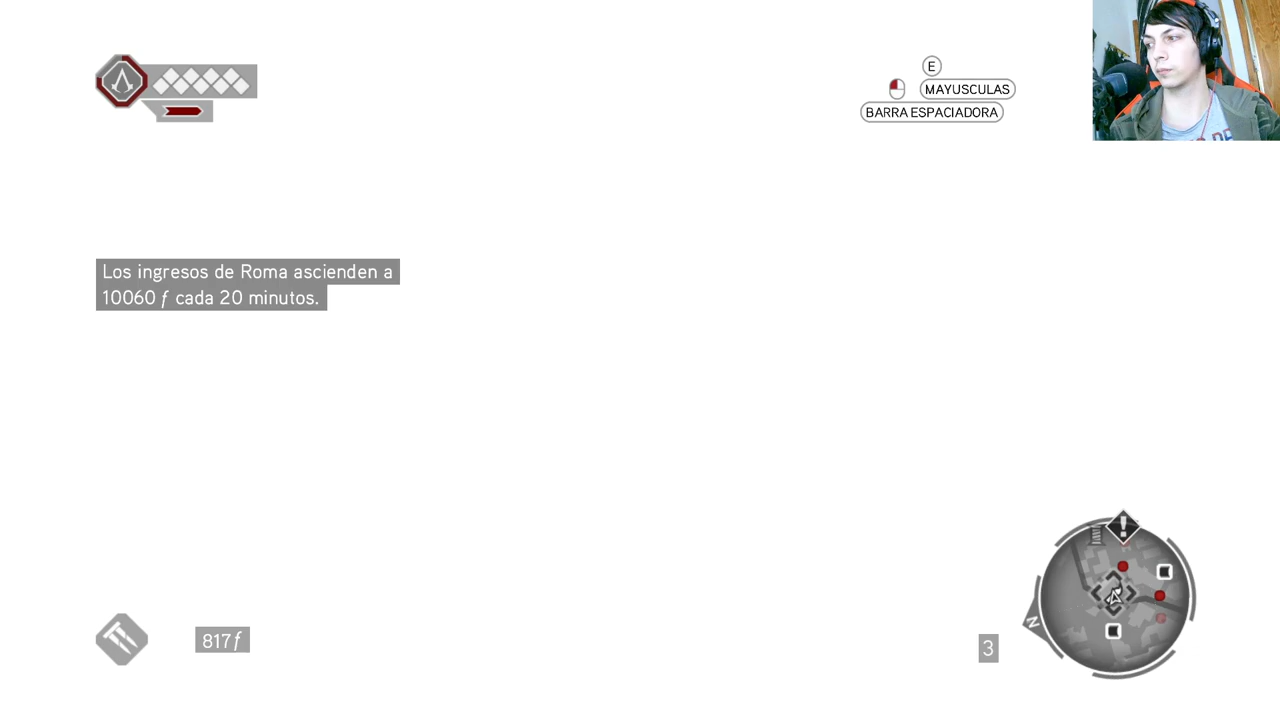 E
MAYUSCULAS
BARRA ESPACIADORA
Los ingresos de Roma ascienden a
10060 ƒ cada 20 minutos.
N
817ƒ
3